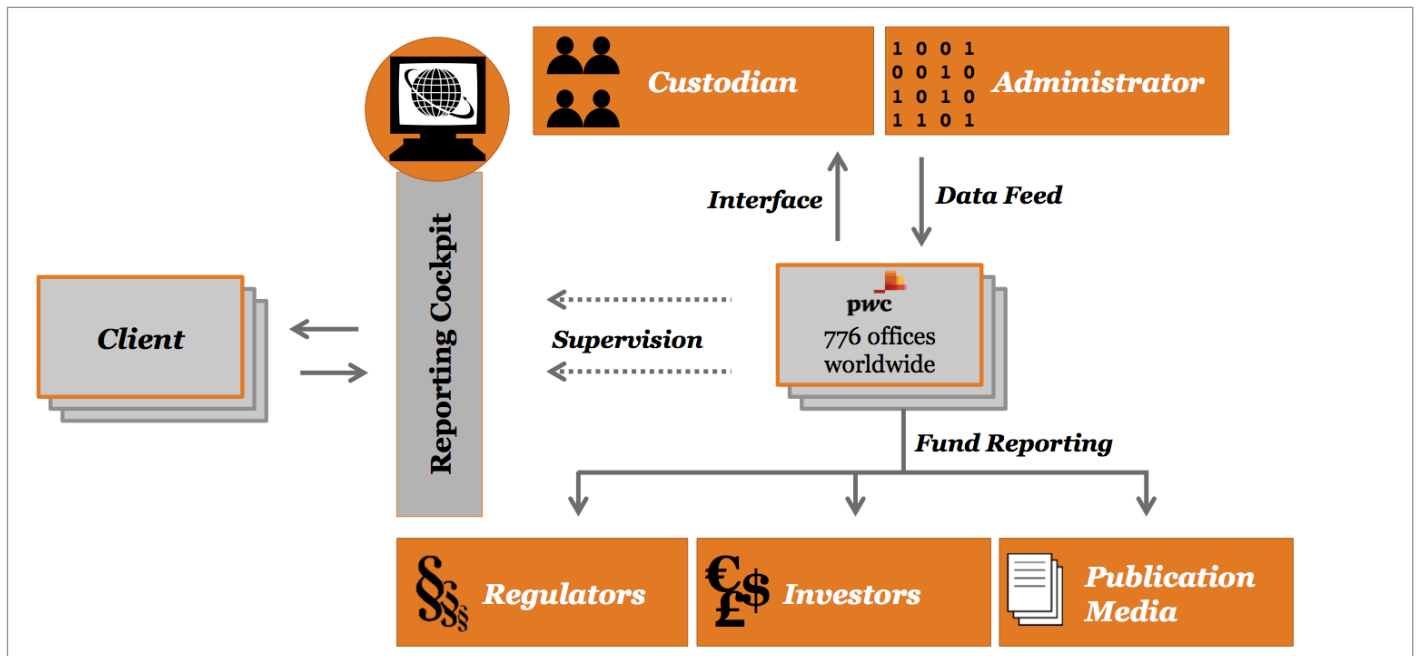 1 0 0 1
0 0 1 0
1 0 1 0
1 1 0 1
Custodian
Administrator
Interface
Data Feed
Reporting Cockpit
Client
Supervision
pwc
776 offices
worldwide
Fund Reporting
§
§
§
§
Regulators
€
$
£
Investors
Publication
Media